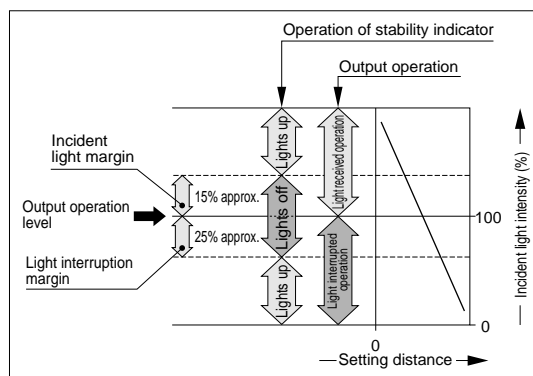 Operation of stability indicator
Output operation
Incident
light margin
Output operation
level
Light interruption
margin
15% approx.
25% approx.
Lights up
Lights off
Lights up
Light received operation
Light interrupted
operation
100
0
0
Setting distance
Incident light intensity (%)